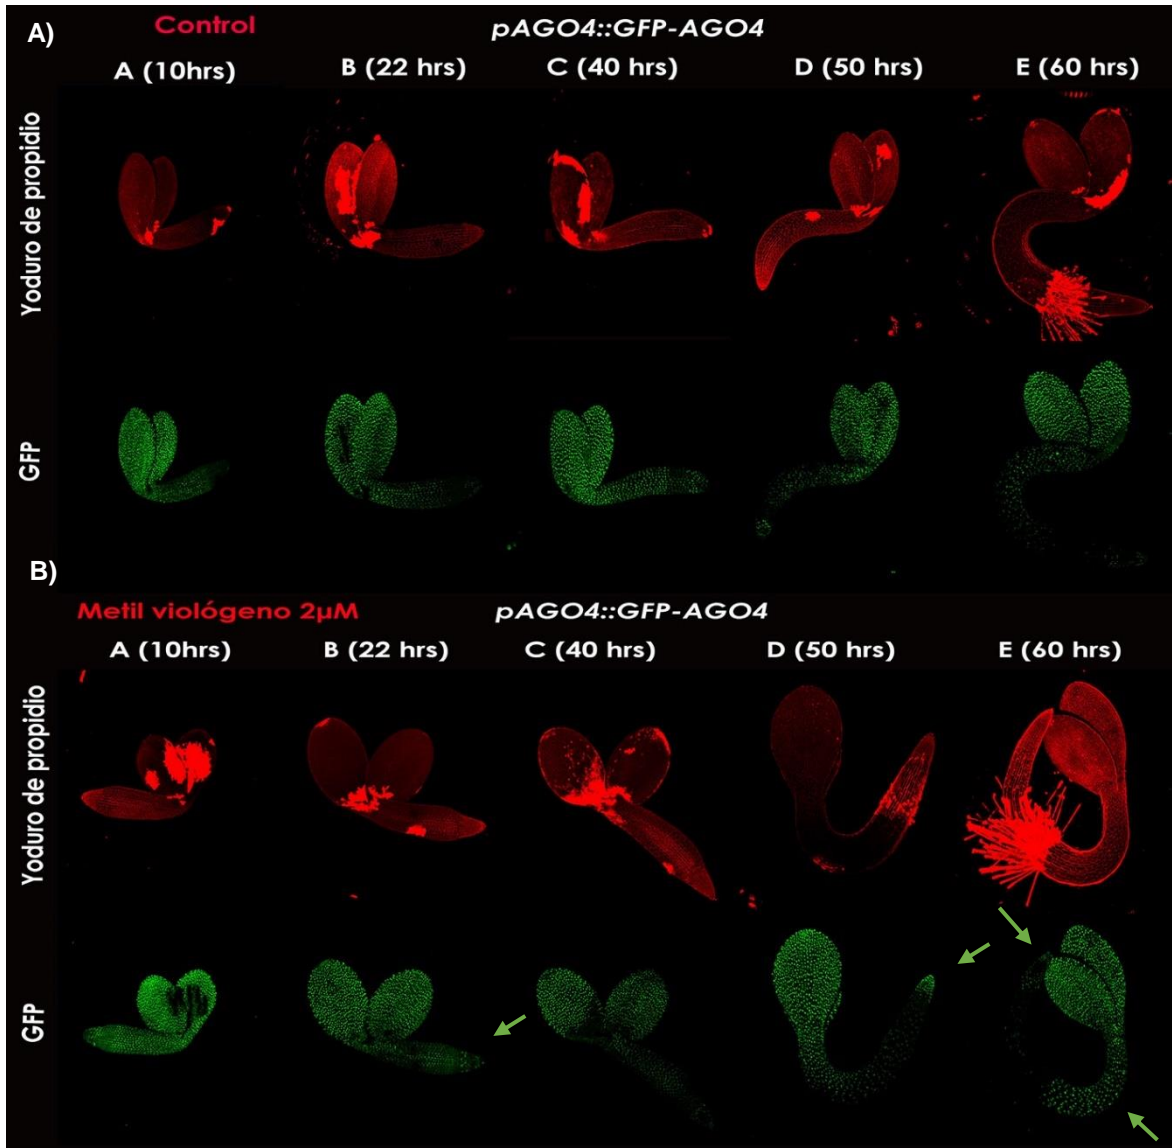 A)
Control
pAGO4::GFP-AGO4
A (10hrs)
B (22 hrs)
C (40 hrs)
D (50 hrs)
E (60 hrs)
Yoduro de propidio
GFP
B)
Metil viológeno 2µM
pAGO4::GFP-AGO4
A (10hrs)
B (22 hrs)
C (40 hrs)
D (50 hrs)
E (60 hrs)
Yoduro de propidio
GFP